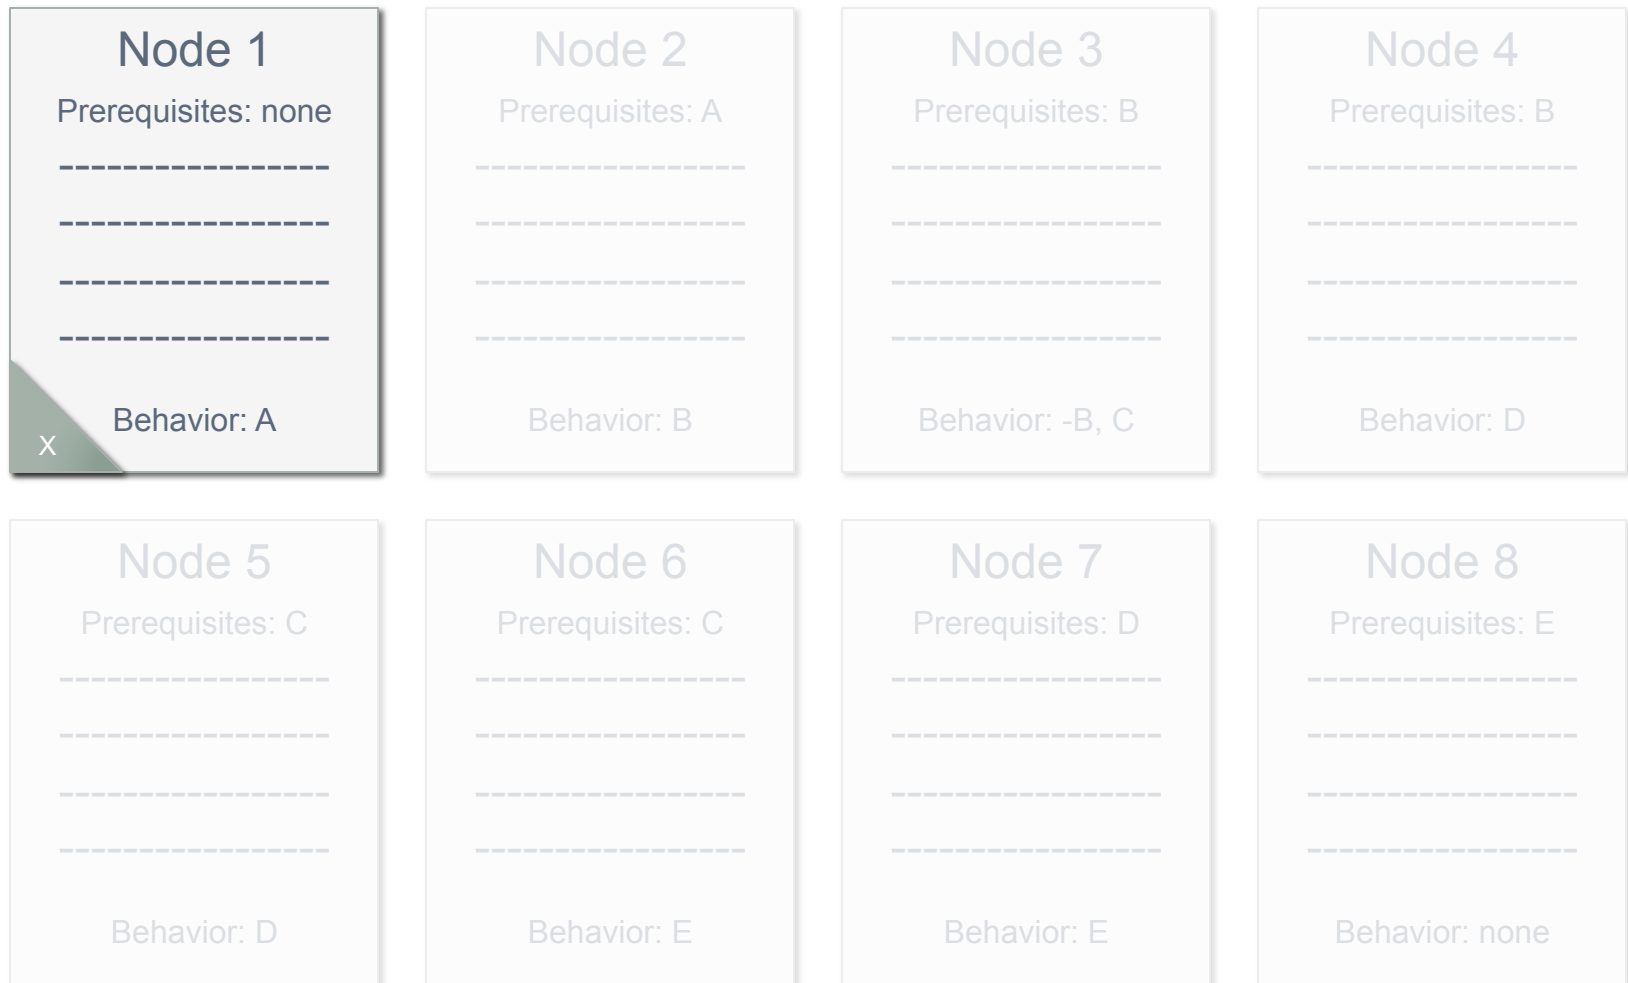 Node 1
Prerequisites: none
-----------------
-----------------
-----------------
-----------------
Behavior: A
X
Node 2
Prerequisites: A
-----------------
-----------------
-----------------
-----------------
Behavior: B
Node 3
Prerequisites: B
-----------------
-----------------
-----------------
-----------------
Behavior: -B, C
Node 4
Prerequisites: B
-----------------
-----------------
-----------------
-----------------
Behavior: D
Node 5
Prerequisites: C
-----------------
-----------------
-----------------
-----------------
Behavior: D
Node 6
Prerequisites: C
-----------------
-----------------
-----------------
-----------------
Behavior: E
Node 7
Prerequisites: D
-----------------
-----------------
-----------------
-----------------
Behavior: E
Node 8
Prerequisites: E
-----------------
-----------------
-----------------
-----------------
Behavior: none